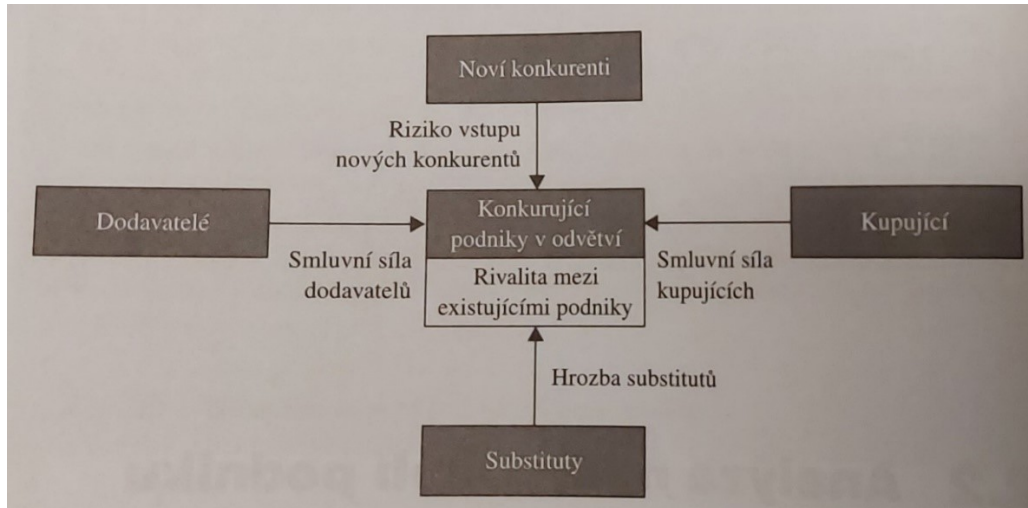 Noví konkurenti
Riziko vstupu
nových konkurentů
Dodavatelé
Konkurující
podniky v odvětví
Kupující
Smluvní síla
dodavatelů
Rivalita mezi
existujícími podniky
Smluvní síla
kupujících
Hrozba substitutů
Substituty